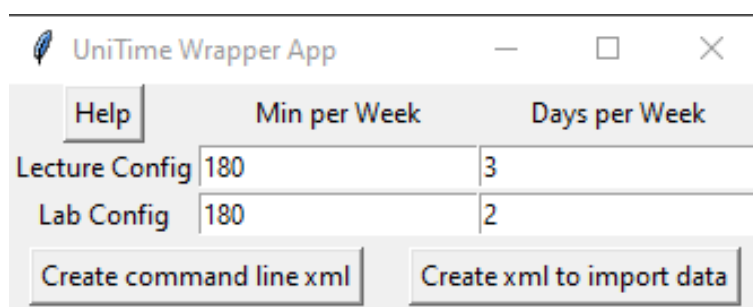 UniTime Wrapper App
Help Min per Week Days per Week
Lecture Config 180 3
Lab Config 180 2
Create command line xml Create xml to import data